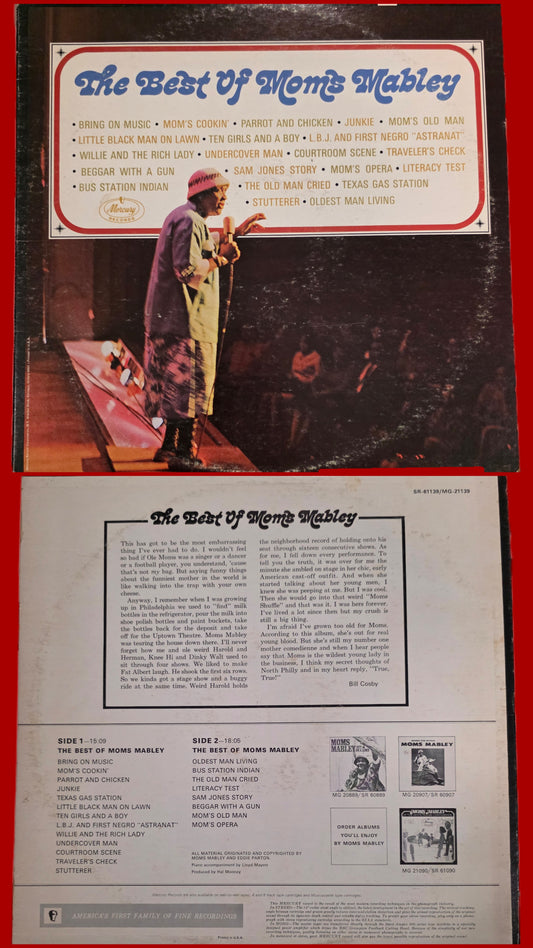 The Best Of Moms Mabley
• BRING ON MUSIC • MOM'S COOKIN' • PARROT AND CHICKEN • JUNKIE • MOM'S OLD MAN
• LITTLE BLACK MAN ON LAWN • TEN GIRLS AND A BOY • L.B.J. AND FIRST NEGRO "ASTRANAT"
• WILLIE AND THE RICH LADY • UNDERCOVER MAN • COURTROOM SCENE • TRAVELER'S CHECK
• BEGGAR WITH A GUN • SAM JONES STORY • MOM'S OPERA • LITERACY TEST
• BUS STATION INDIAN • THE OLD MAN CRIED • TEXAS GAS STATION
• STUTTERER • OLDEST MAN LIVING
Mercury
RECORDS
SR-61139/MG-21139
The Best Of Moms Mabley
This has got to be the most embarrassing
thing I've ever had to do. I wouldn't feel
so bad if Ole Moms was a singer or a dancer
or a football player, you understand, 'cause
that's not my bag. But saying funny things
about the funniest mother in the world is
like walking into the trap with your own
cheese.
Anyway, I remember when I was growing
up in Philadelphia we used to "find" milk
bottles in the refrigerator, pour the milk into
shoe polish bottles and paint buckets, take
the bottles back for the deposit and take
off for the Uptown Theatre. Moms Mabley
was tearing the house down there. I'll never
forget how me and ole weird Harold and
Herman, Knee Hi and Dinky Walt used to
sit through four shows. We liked to make
Fat Albert laugh. He shook the first six rows.
So we kinda got a stage show and a buggy
ride at the same time. Weird Harold holds
the neighborhood record of holding onto his
seat through sixteen consecutive shows. As
for me, I fell down every performance. To
tell you the truth, it was over for me the
minute she ambled on stage in her chic, early
American cast-off outfit. And when she
started talking about her young men, I
knew she was peeping at me. But I was cool.
Then she would go into that weird "Moms
Shuffle" and that was it. I was hers forever.
I've lived a lot since then but my crush is
still a big thing.
I'm afraid I've grown too old for Moms.
According to this album, she's out for real
young blood. But she's still my number one
mother comedienne and when I hear people
say that Moms is the wildest young lady in
the business, I think my secret thoughts of
North Philly and in my heart reply, "True,
True!"
Bill Cosby
SIDE 1—15:09
THE BEST OF MOMS MABLEY
BRING ON MUSIC
MOM'S COOKIN'
PARROT AND CHICKEN
JUNKIE
TEXAS GAS STATION
LITTLE BLACK MAN ON LAWN
TEN GIRLS AND A BOY
L.B.J. AND FIRST NEGRO "ASTRANAT"
WILLIE AND THE RICH LADY
UNDERCOVER MAN
COURTROOM SCENE
TRAVELER'S CHECK
STUTTERER
SIDE 2—18:05
THE BEST OF MOMS MABLEY
OLDEST MAN LIVING
BUS STATION INDIAN
THE OLD MAN CRIED
LITERACY TEST
SAM JONES STORY
BEGGAR WITH A GUN
MOM'S OLD MAN
MOM'S OPERA
ALL MATERIAL ORIGINATED AND COPYRIGHTED BY
MOMS MABLEY AND EDDIE PARTON.
Piano accompaniment by Lloyd Mayers
Produced by Hal Mooney
MOMS
MABLEY
MG 20889/ SR 60889
MOMS MABLEY
MG 20907/SR 60907
ORDER ALBUMS
YOU'LL ENJOY
BY MOMS MABLEY
MOMS MABLEY
MG 21090/ SR 61090
AMERICA'S FIRST FAMILY OF FINE RECORDINGS
Printed in U.S.A.